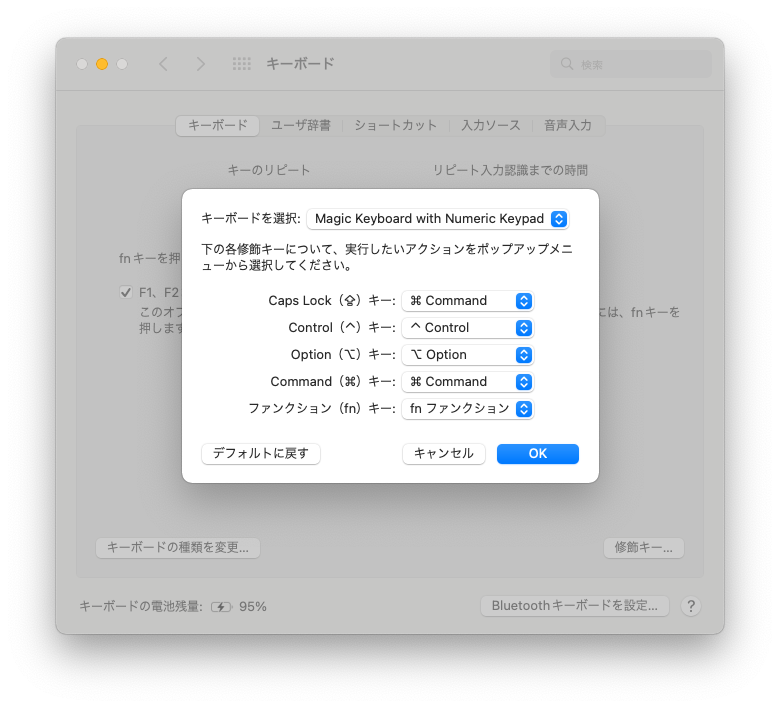 キーボード
検索
キーボード
ユーザ辞書
ショートカット
入力ソース
音声入力
キーのリピート
リピート入力認識までの時間
キーボードを選択:
Magic Keyboard with Numeric Keypad
下の各修飾キーについて、実行したいアクションをポップアップメニ
ューから選択してください。
fnキーを押
F1、F2
このオプ
には、fnキーを
押します
Caps Lock（⇪）キー:
⌘ Command
Control（^）キー:
^ Control
Option（⌥）キー:
⌥ Option
Command（⌘）キー:
⌘ Command
ファンクション（fn）キー:
fn ファンクション
デフォルトに戻す
キャンセル
OK
キーボードの種類を変更...
修飾キー...
キーボードの電池残量:
95%
Bluetoothキーボードを設定...
?